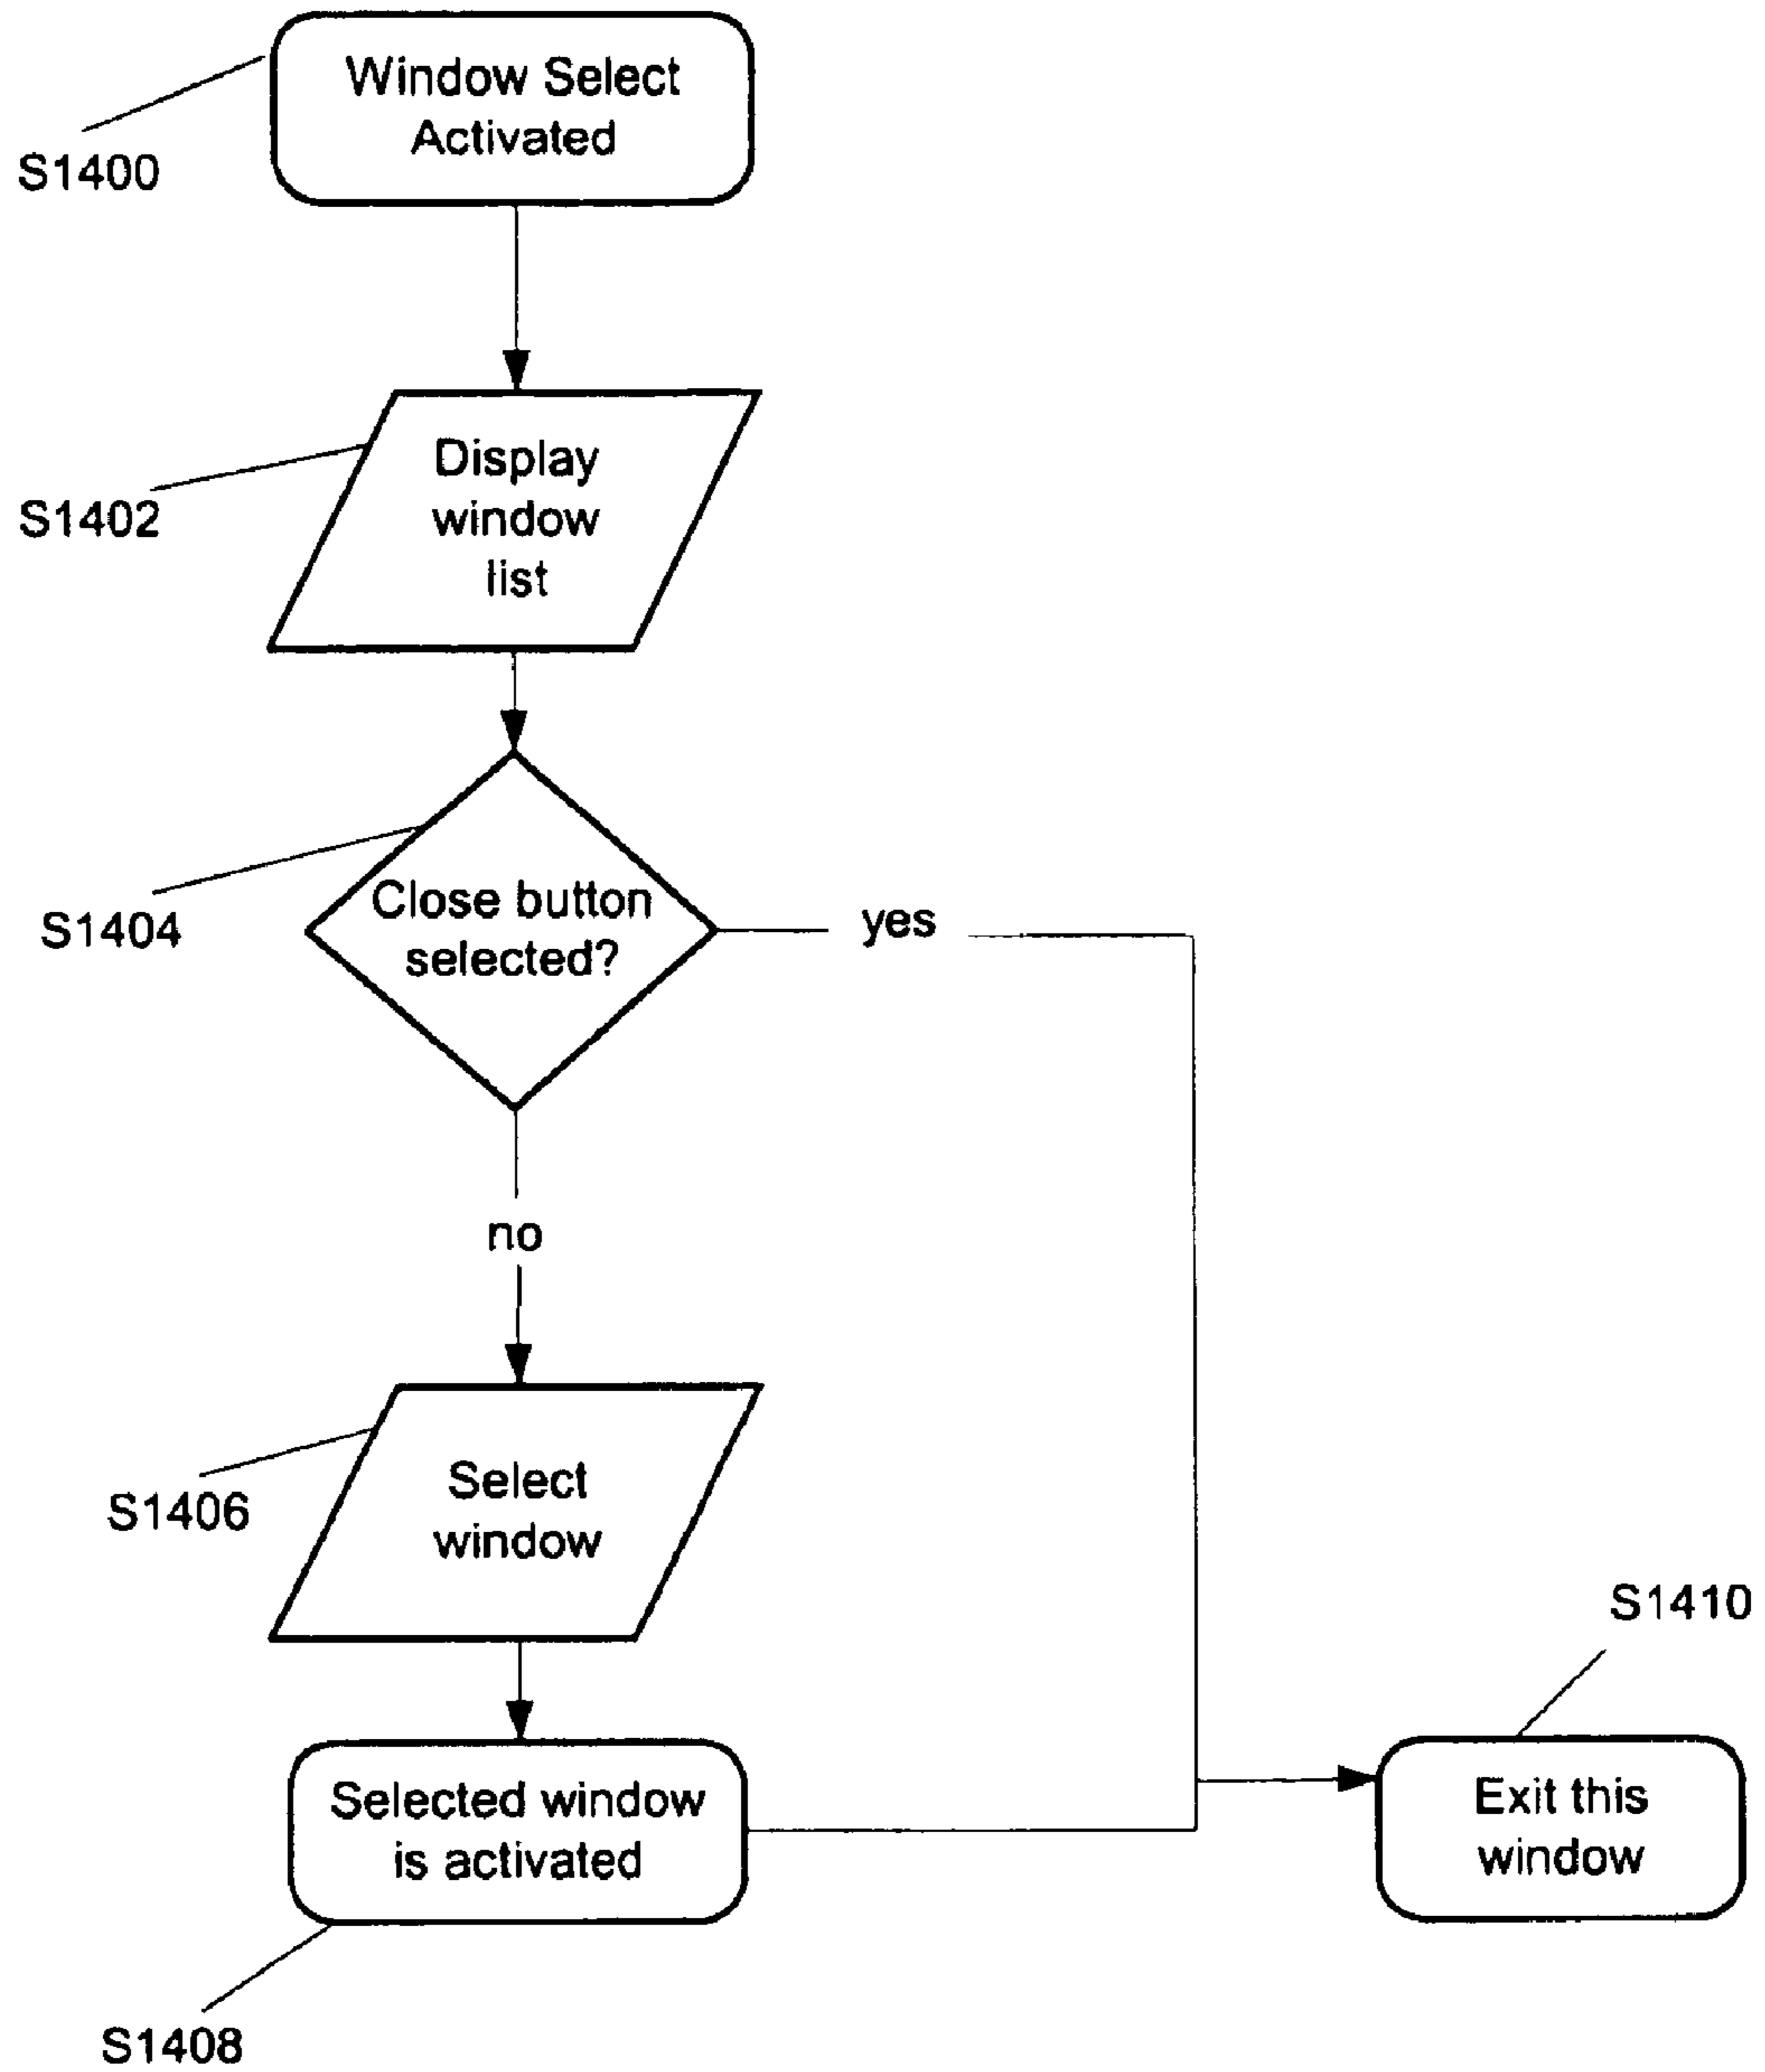 Window Select
Activated
S1400
Display
window
list
S1402
Close button
selected?
yes
S1404
no
Select
window
S1406
S1410
Selected window
is activated
Exit this
window
S1408